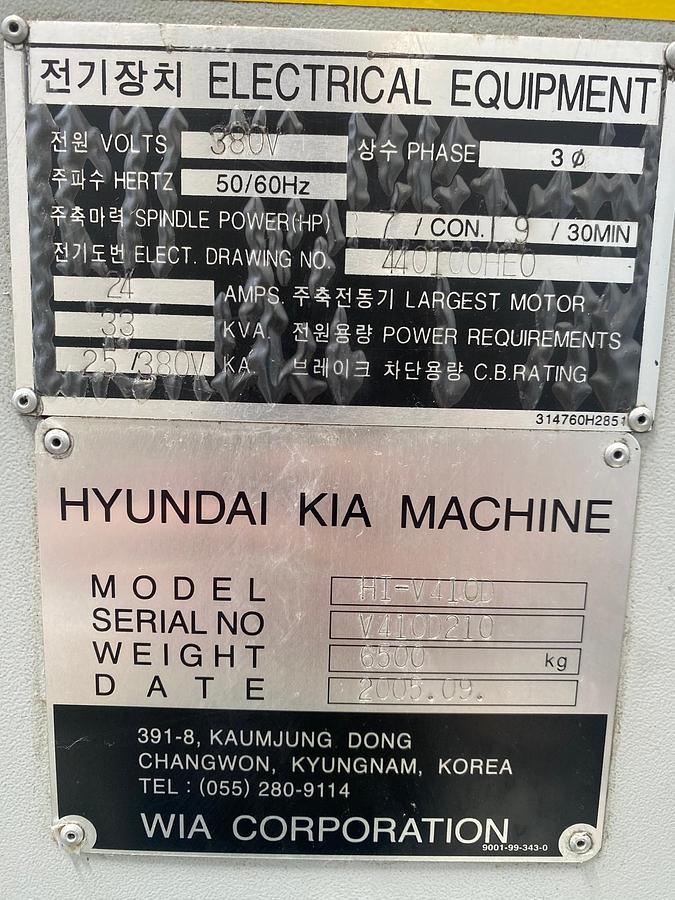 전기장치 ELECTRICAL EQUIPMENT
전원 VOLTS 380V 상수 PHASE 3 Ø
주파수 HERTZ 50/60Hz
주축마력 SPINDLE POWER(HP) 7 / CON. 9 / 30MIN
전기도번 ELECT. DRAWING NO. 440100HE0
24 AMPS. 주축전동기 LARGEST MOTOR
33 KVA. 전원용량 POWER REQUIREMENTS
25/380V KA. 브레이크 차단용량 C.B.RATING
314760H2851
HYUNDAI KIA MACHINE
MODEL HI-V410D
SERIAL NO V410D210
WEIGHT 6500 kg
DATE 2005.09.
391-8, KAUMJUNG DONG
CHANGWON, KYUNGNAM, KOREA
TEL : (055) 280-9114
WIA CORPORATION
9001-99-343-0